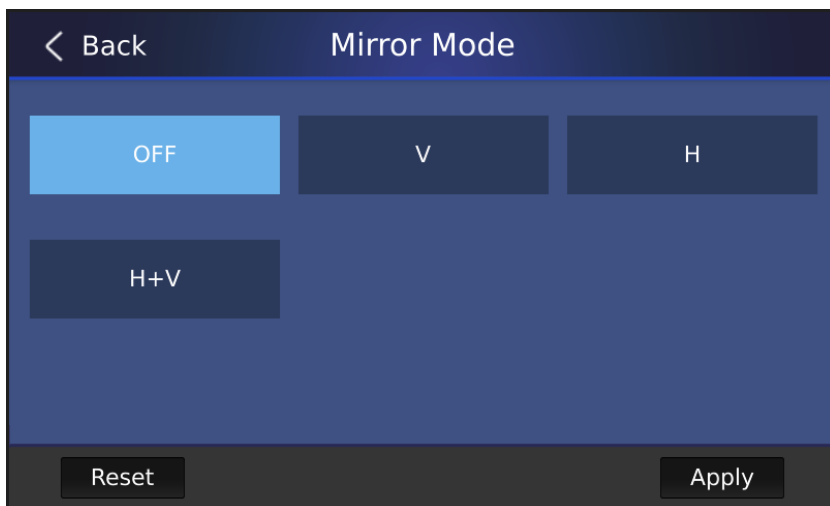 Back
Mirror Mode
OFF
V
H
H+V
Reset
Apply